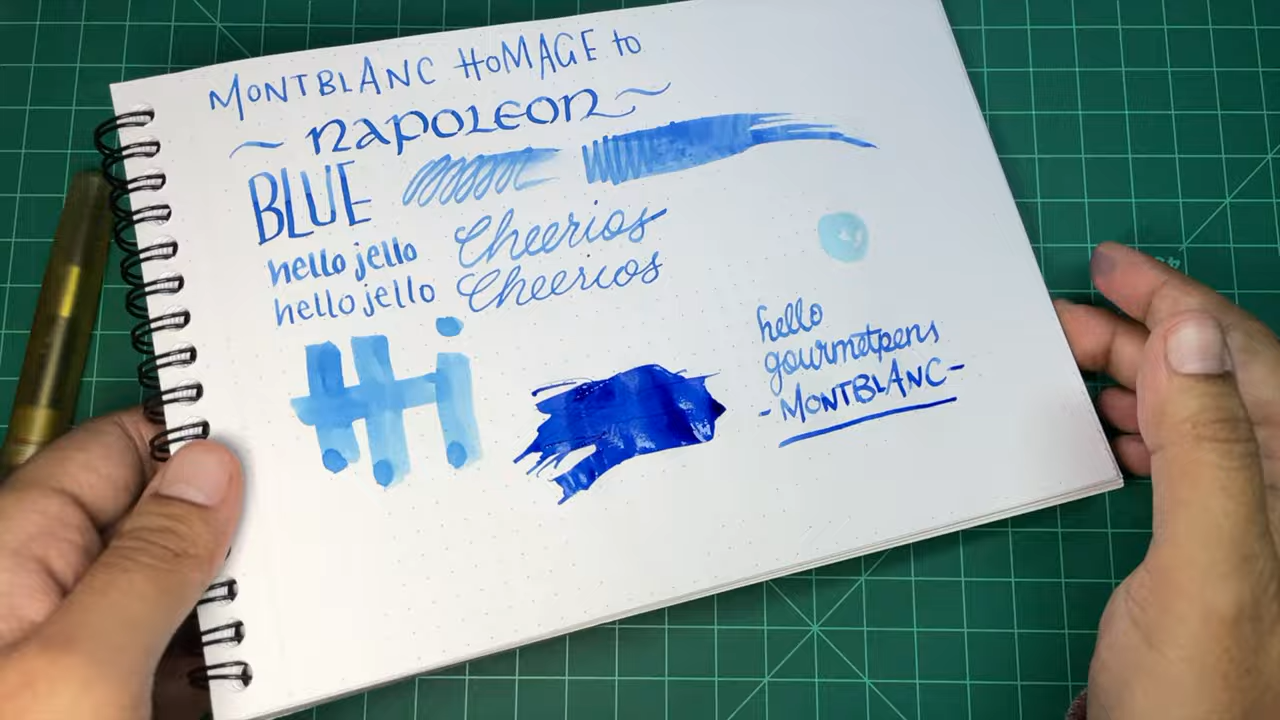 MONTBLANC HOMAGE to
~ NAPOLEON ~
BLUE
hello jello Cheerios
hello jello Cheerios
Hi
hello
gourmetpens
- MONTBLANC -